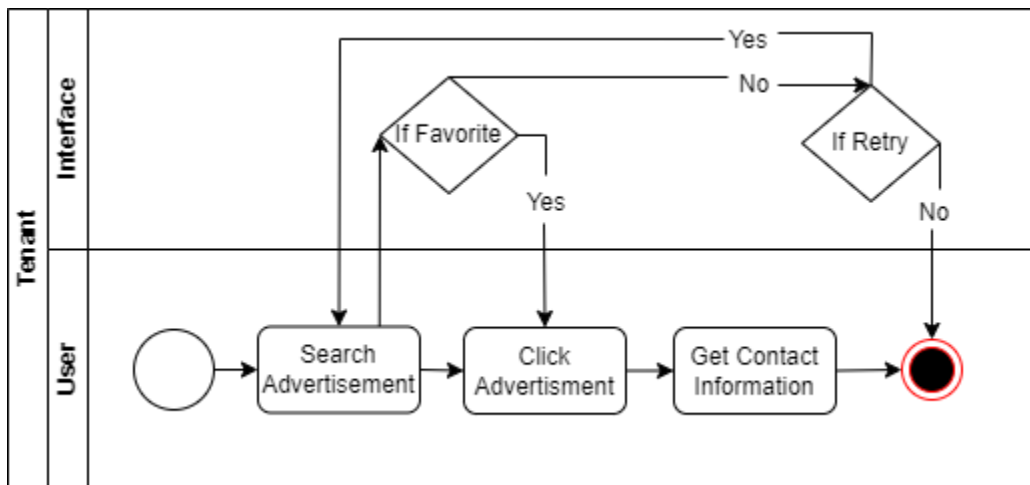 Tenant
Interface
User
Yes
No
If Favorite
If Retry
Yes
No
Search
Advertisement
Click
Advertisment
Get Contact
Information